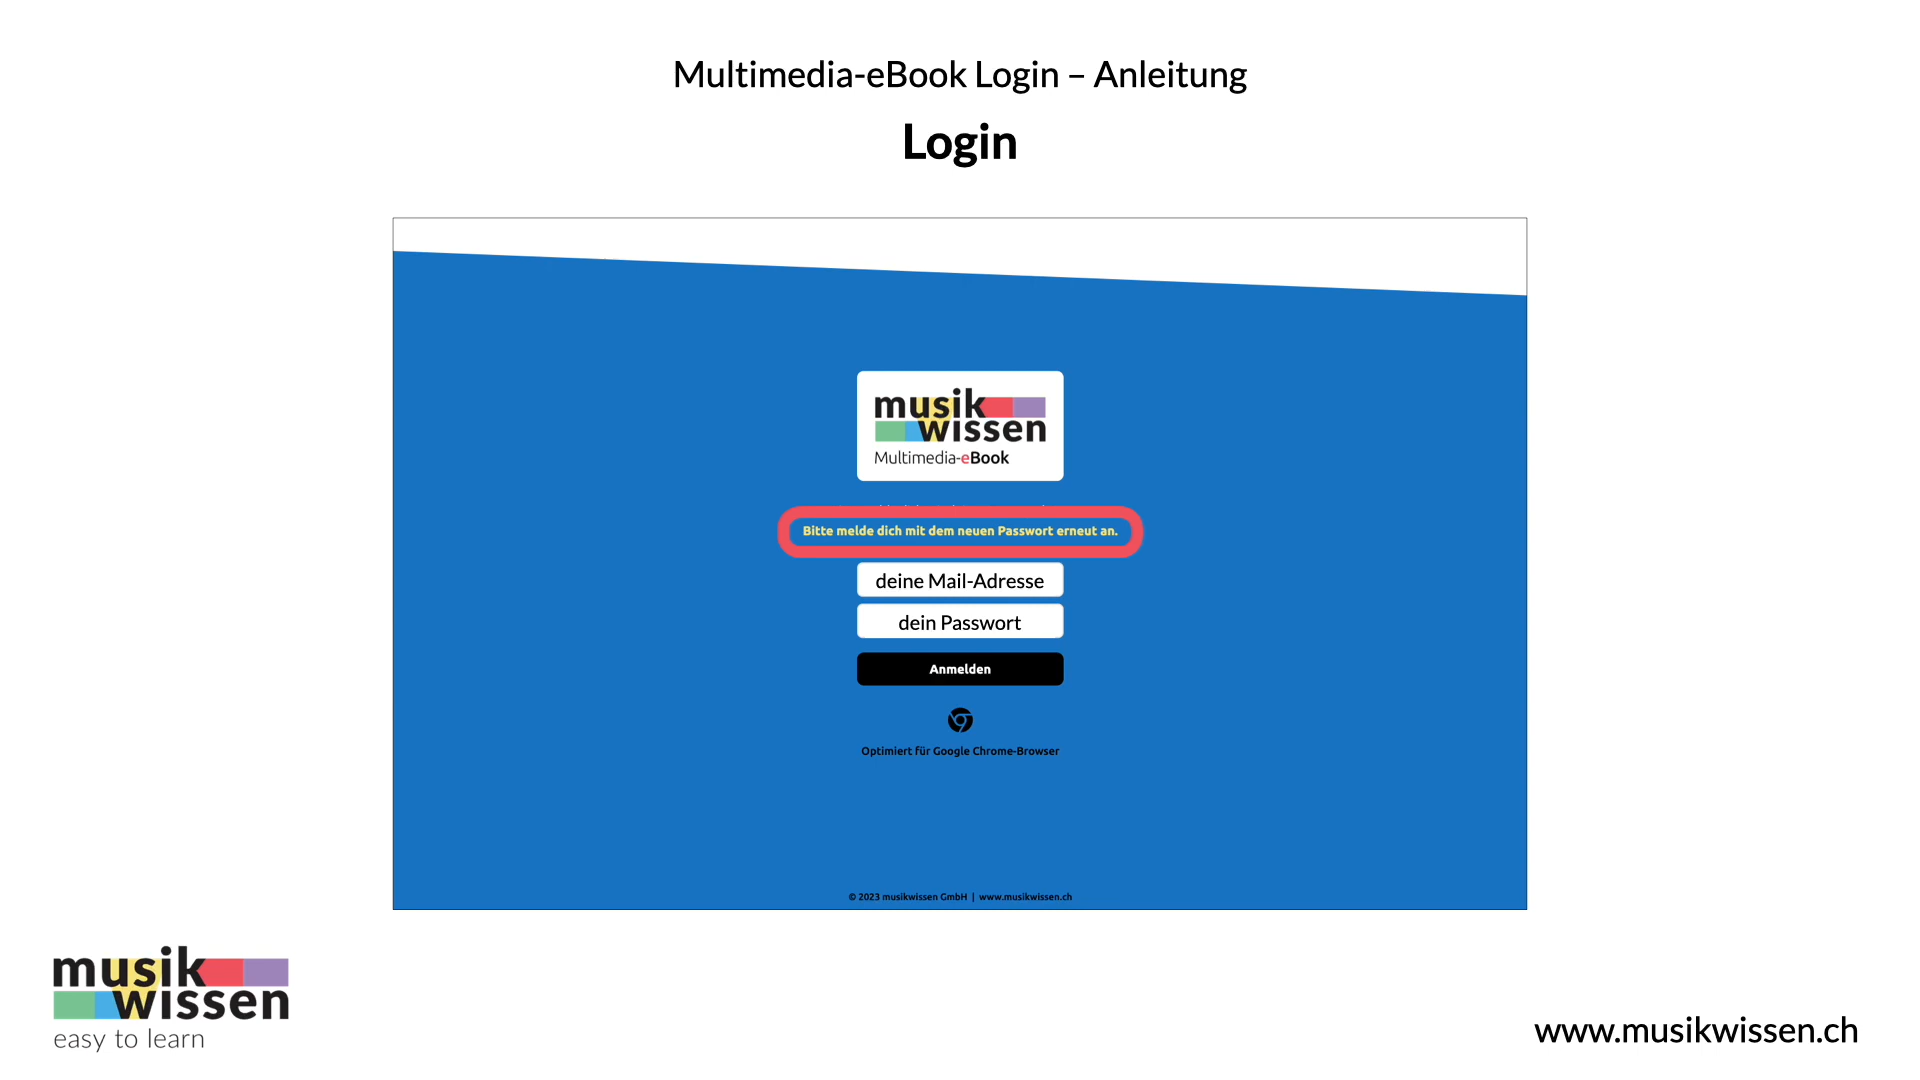 Multimedia-eBook Login – Anleitung
Login
musik
wissen
Multimedia-eBook
Bitte melde dich mit dem neuen Passwort erneut an.
deine Mail-Adresse
dein Passwort
Anmelden
Optimiert für Google Chrome-Browser
© 2023 musikwissen GmbH | www.musikwissen.ch
musik
wissen
easy to learn
www.musikwissen.ch